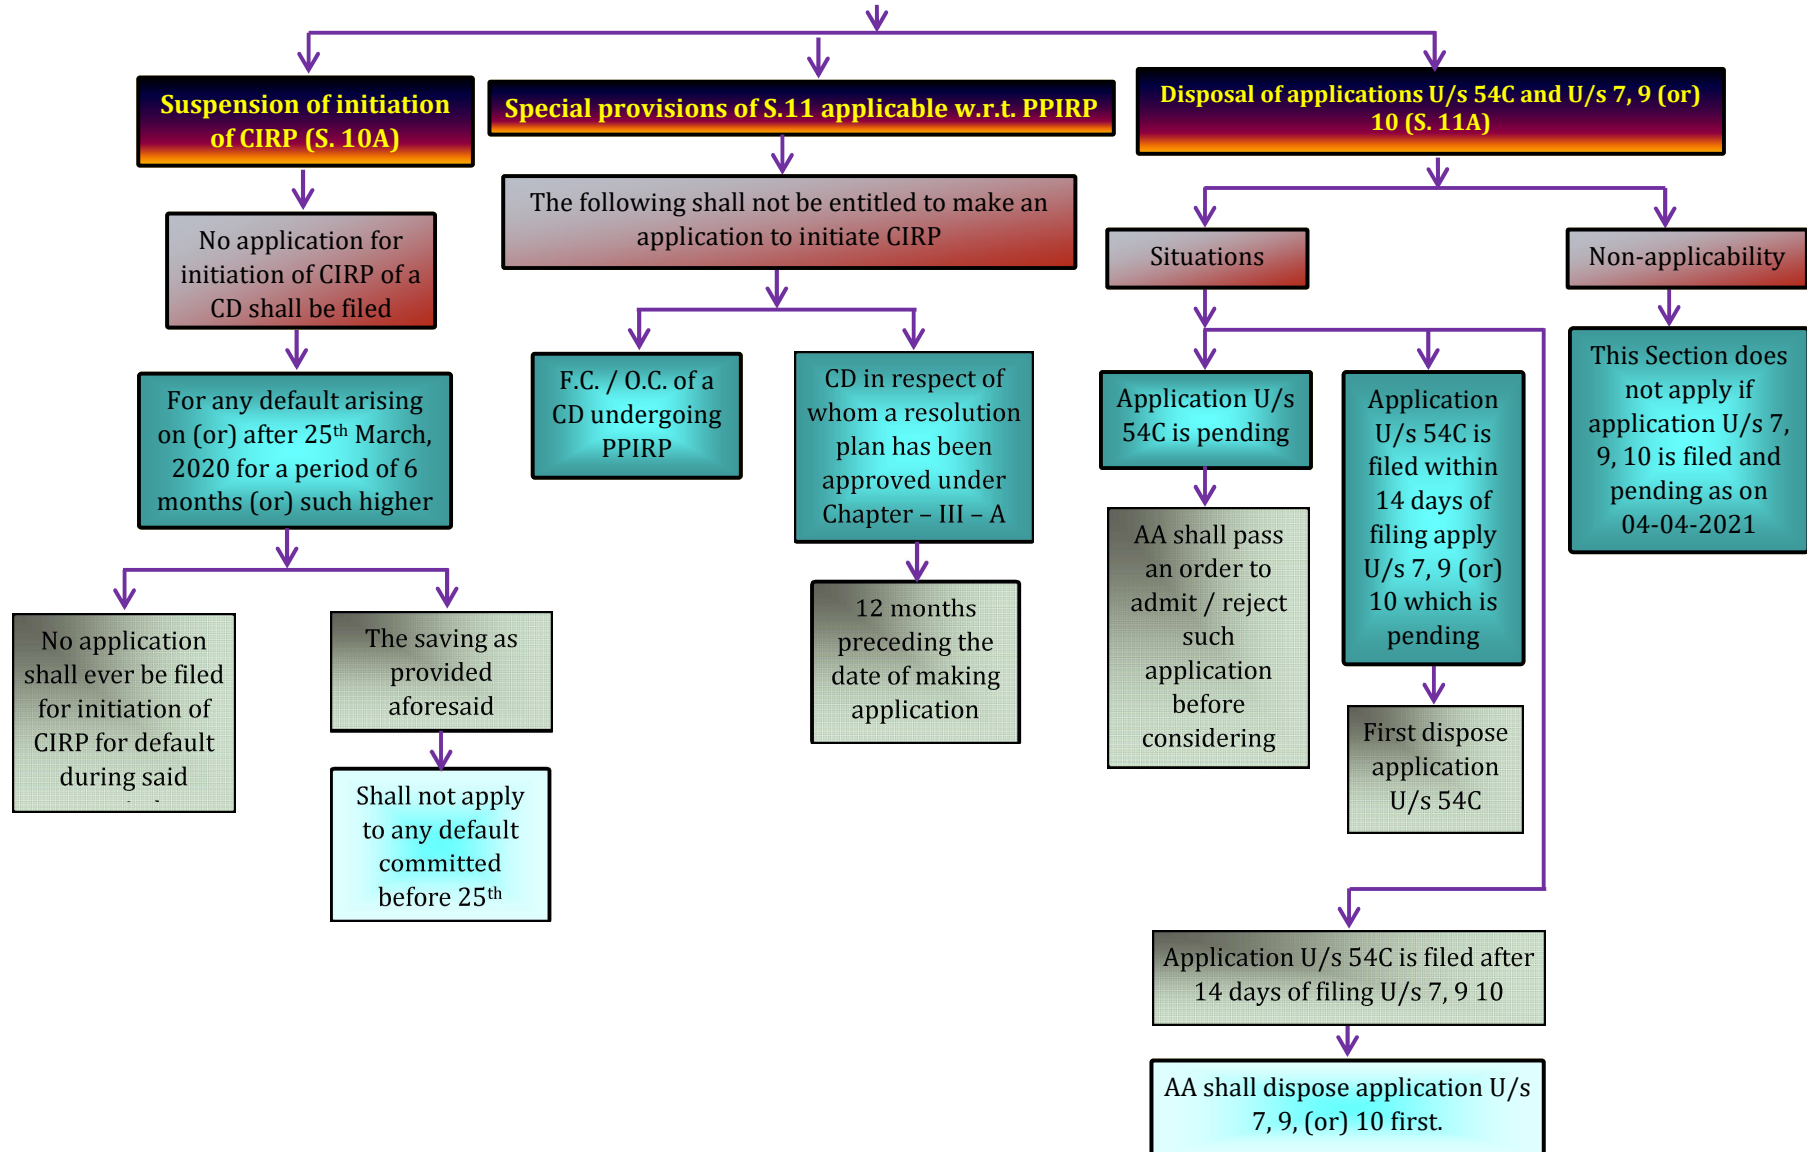 Suspension of initiation
of CIRP (S. 10A)
No application for
initiation of CIRP of a
CD shall be filed
For any default arising
on (or) after 25th March,
2020 for a period of 6
months (or) such higher
No application
shall ever be filed
for initiation of
CIRP for default
during said
The saving as
provided
aforesaid
Shall not apply
to any default
committed
before 25th
Special provisions of S.11 applicable w.r.t. PPIRP
The following shall not be entitled to make an
application to initiate CIRP
F.C. / O.C. of a
CD undergoing
PPIRP
CD in respect of
whom a resolution
plan has been
approved under
Chapter – III – A
12 months
preceding the
date of making
application
Disposal of applications U/s 54C and U/s 7, 9 (or)
10 (S. 11A)
Situations
Application U/s
54C is pending
AA shall pass
an order to
admit / reject
such
application
before
considering
Application
U/s 54C is
filed within
14 days of
filing apply
U/s 7, 9 (or)
10 which is
pending
First dispose
application
U/s 54C
Application U/s 54C is filed after
14 days of filing U/s 7, 9 10
AA shall dispose application U/s
7, 9, (or) 10 first.
Non-applicability
This Section does
not apply if
application U/s 7,
9, 10 is filed and
pending as on
04-04-2021